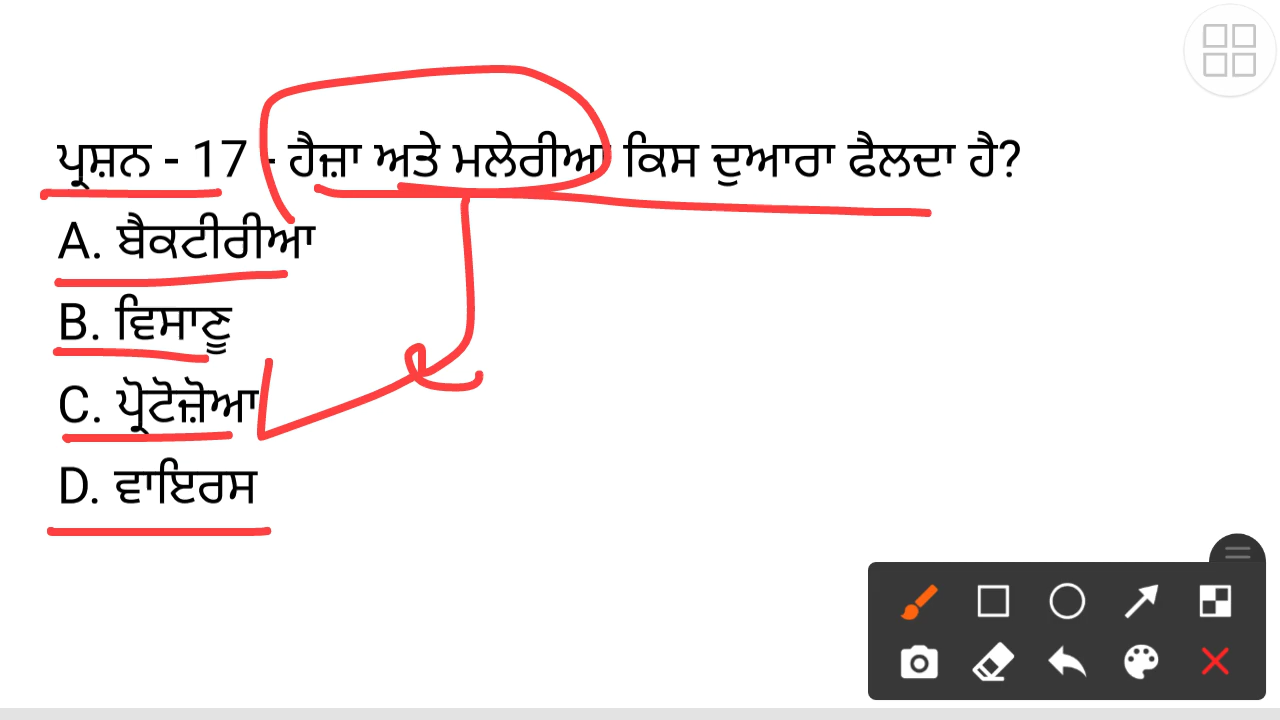 ਪ੍ਰਸ਼ਨ - 17 - ਹੈਜ਼ਾ ਅਤੇ ਮਲੇਰੀਆ ਕਿਸ ਦੁਆਰਾ ਫੈਲਦਾ ਹੈ?
A. ਬੈਕਟੀਰੀਆ
B. ਵਿਸਾਣੂ
C. ਪ੍ਰੋਟੋਜ਼ੋਆ
D. ਵਾਇਰਸ